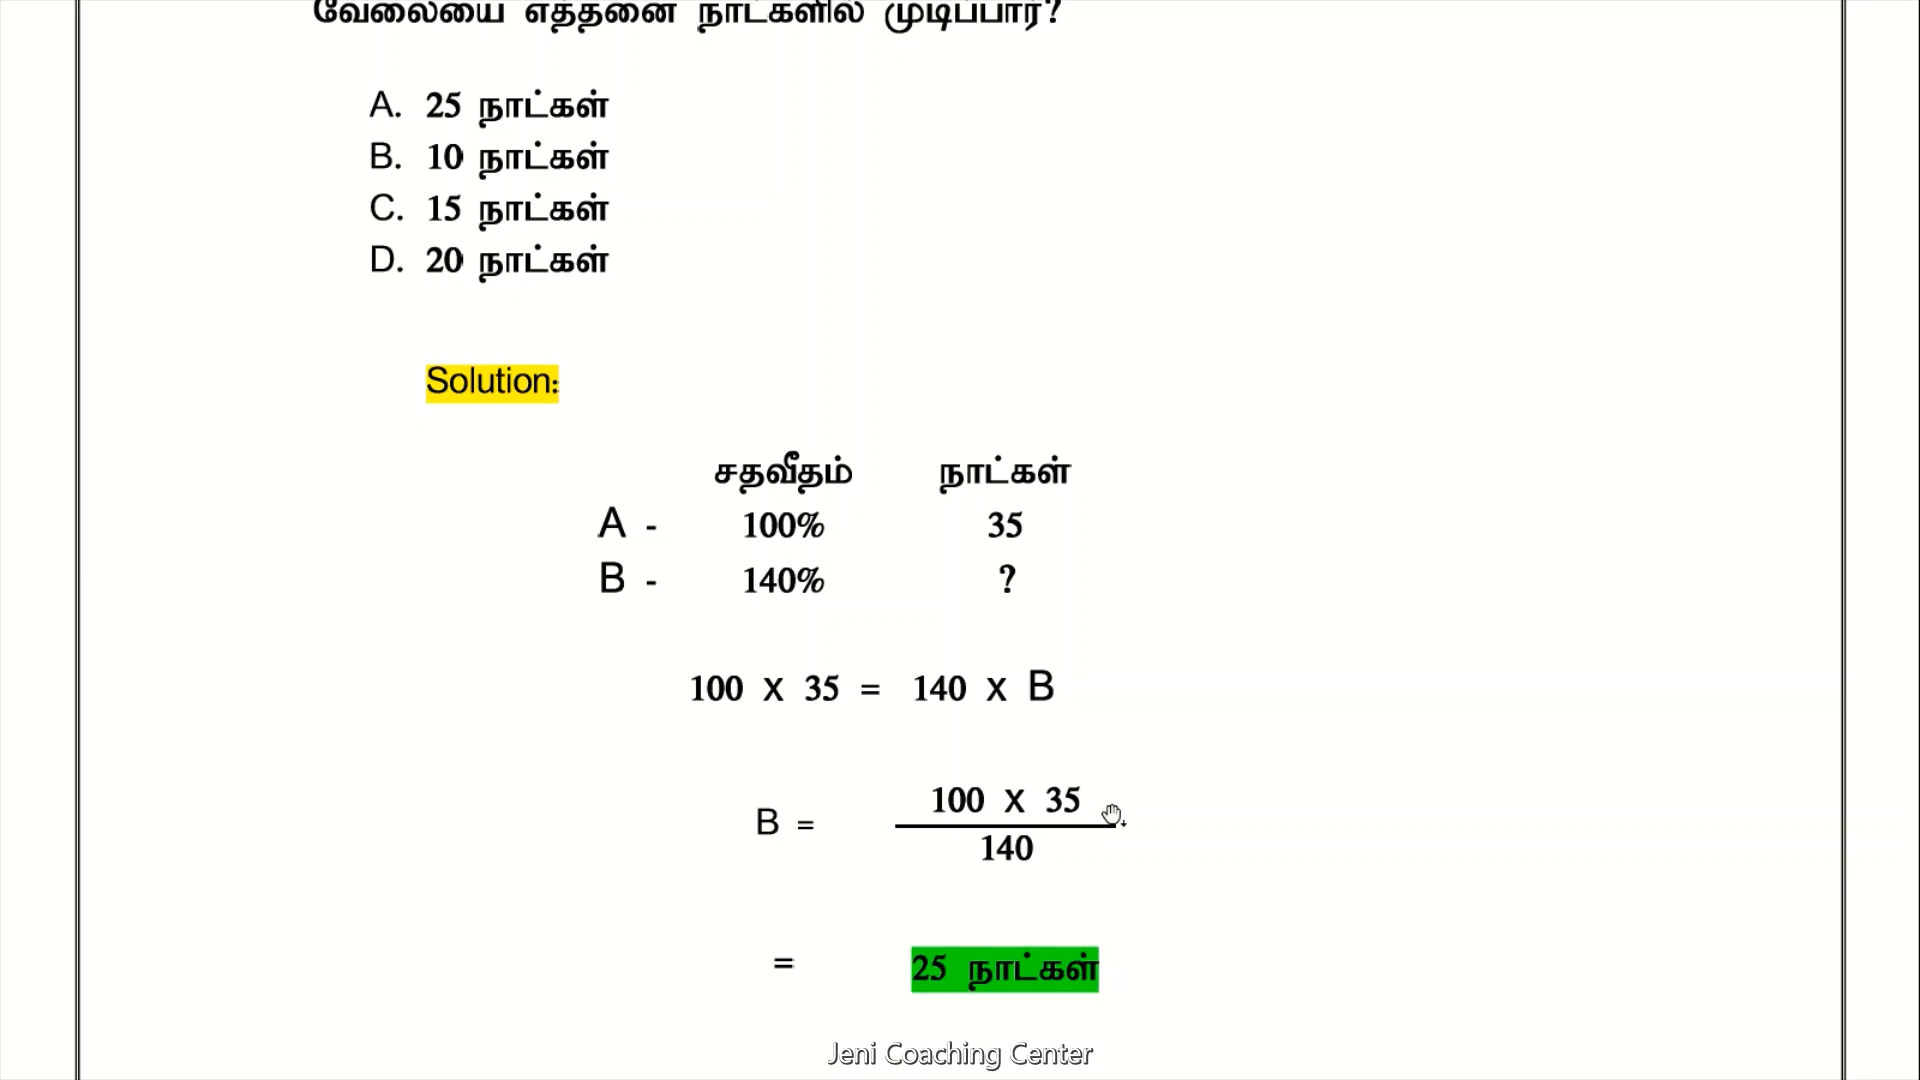 வேலையை எத்தனை நாட்களில் முடிப்பார்?
A. 25 நாட்கள்
B. 10 நாட்கள்
C. 15 நாட்கள்
D. 20 நாட்கள்
Solution:
சதவீதம் நாட்கள்
A - 100% 35
B - 140% ?
100 X 35 = 140 X B
B = 100 X 35
140
= 25 நாட்கள்
Jeni Coaching Center